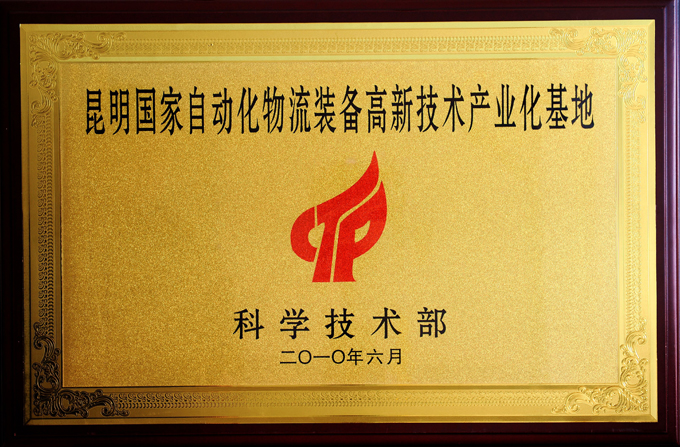 昆明国家自动化物流装备高新技术产业化基地
CTP
科学技术部
二〇一〇年六月